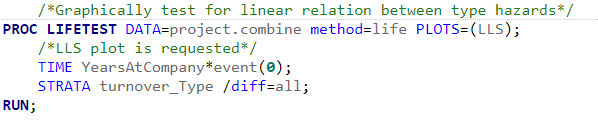 /*Graphically test for linear relation between type hazards*/
PROC LIFETEST DATA=project.combine method=life PLOTS=(LLS);
/*LLS plot is requested*/
TIME YearsAtCompany*event(0);
STRATA turnover_Type /diff=all;
RUN;